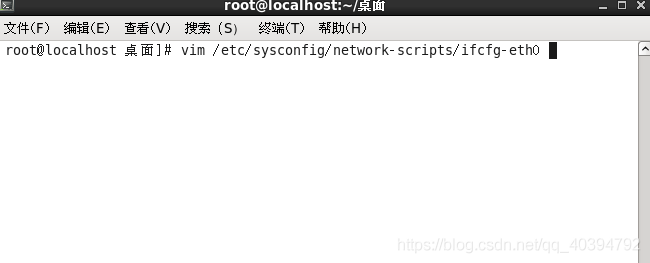 root@localhost:~/桌面
文件(F) 编辑(E) 查看(V) 搜索 (S) 终端(T) 帮助(H)
root@localhost 桌面]# vim /etc/sysconfig/network-scripts/ifcfg-eth0
https://blog.csdn.net/qq_40394792